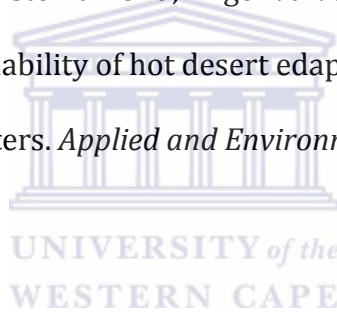 ability of hot desert edap
ters. Applied and Environ
UNIVERSITY of the
WESTERN CAPE